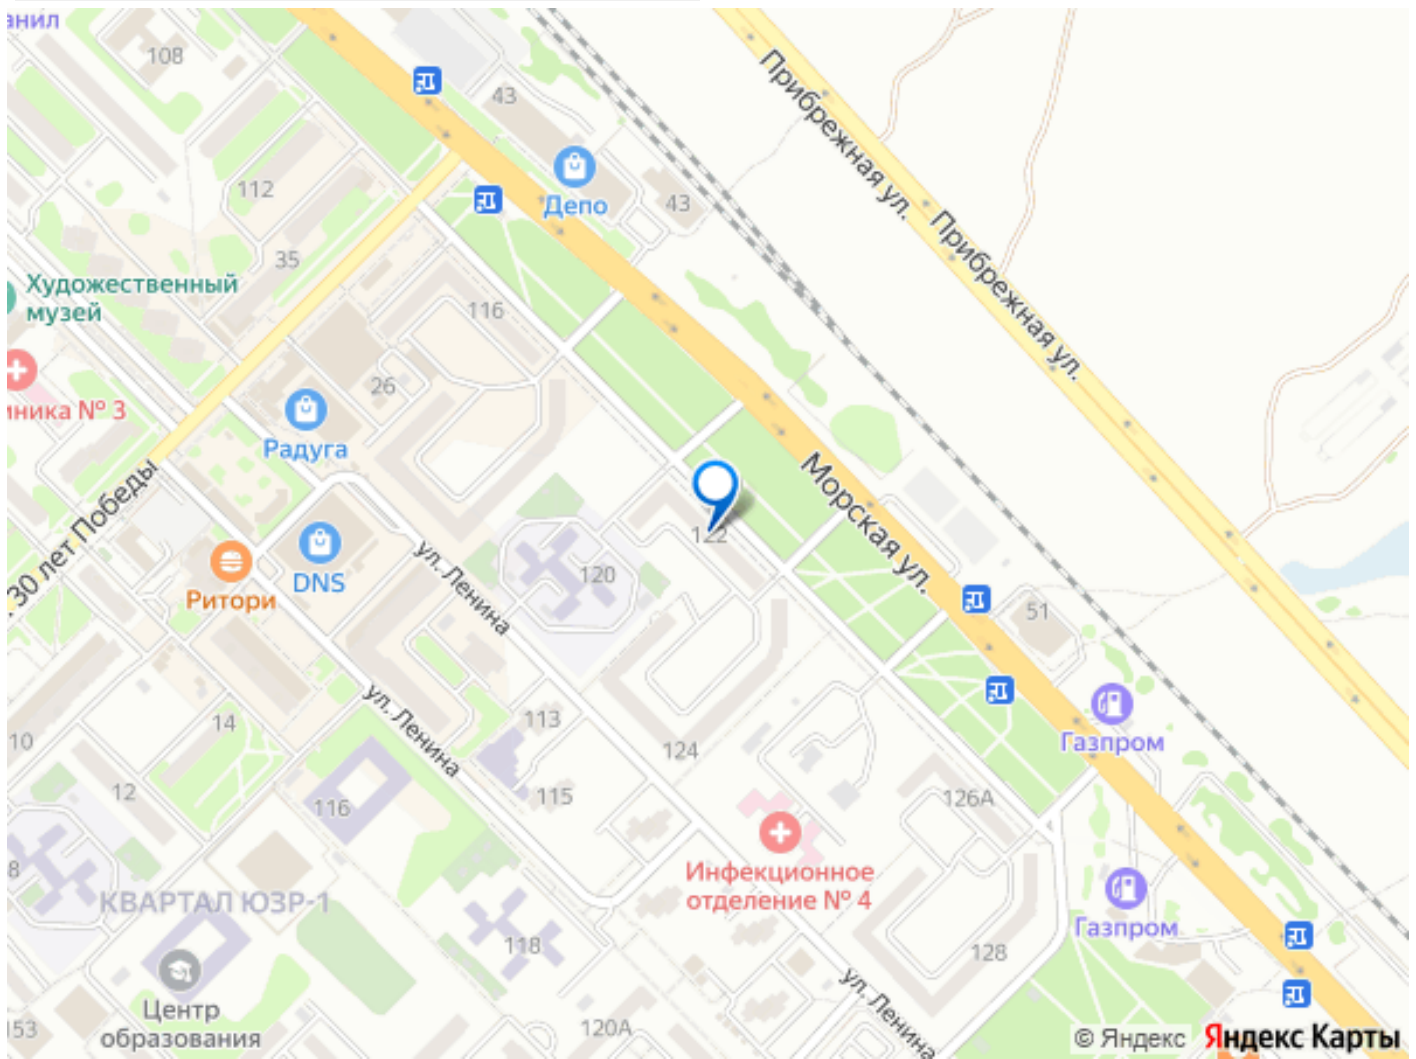 анил
108
43
Прибрежная ул.
Депо
43
112
Прибрежная ул.
35
Художественный
музей
116
26
иника № 3
Радуга
30 лет Победы
Морская ул.
122
ул. Ленина
120
DNS
Ритори
51
ул. Ленина
113
14
10
124
Газпром
12
116
115
126А
8
Инфекционное
отделение № 4
КВАРТАЛ ЮЗР-1
Газпром
118
128
ул. Ленина
Центр
образования
153
120А
© Яндекс Яндекс Карты